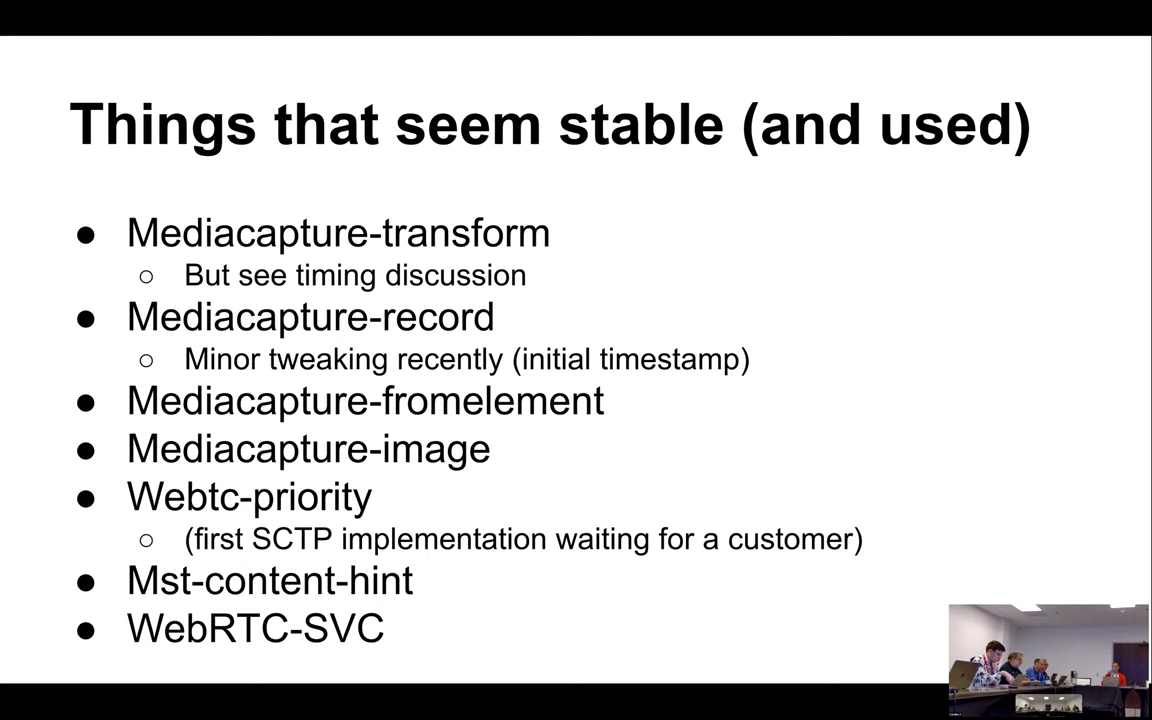 Things that seem stable (and used)
● Mediacapture-transform
○ But see timing discussion
● Mediacapture-record
○ Minor tweaking recently (initial timestamp)
● Mediacapture-fromelement
● Mediacapture-image
● Webtc-priority
○ (first SCTP implementation waiting for a customer)
● Mst-content-hint
● WebRTC-SVC